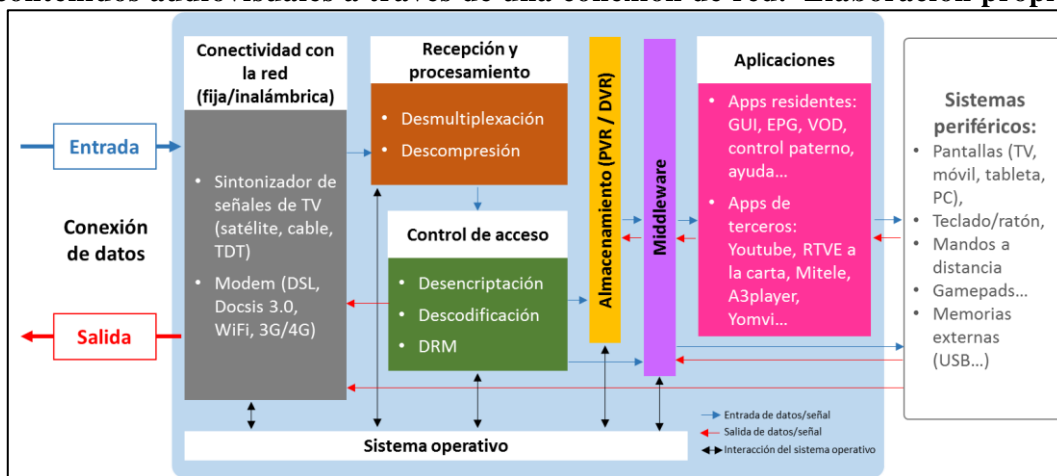 contenidos audiovisuales a través de una conexión de red. Elaboración propi
Entrada
Conexión
de datos
Salida
Conectividad con
la red
(fija/inalámbrica)
• Sintonizador de
señales de TV
(satélite, cable,
TDT)
• Modem (DSL,
Docsis 3.0,
WiFi, 3G/4G)
Recepción y
procesamiento
• Desmultiplexación
• Descompresión
Control de acceso
• Desencriptación
• Descodificación
• DRM
Almacenamiento (PVR / DVR)
Middleware
Aplicaciones
• Apps residentes:
GUI, EPG, VOD,
control paterno,
ayuda...
• Apps de
terceros:
Youtube, RTVE a
la carta, Mitele,
A3player,
Yomvi...
Sistemas
periféricos:
• Pantallas (TV,
móvil, tableta,
PC),
• Teclado/ratón,
• Mandos a
distancia
• Gamepads...
• Memorias
externas
(USB...)
Sistema operativo
Entrada de datos/señal
Salida de datos/señal
Interacción del sistema operativo